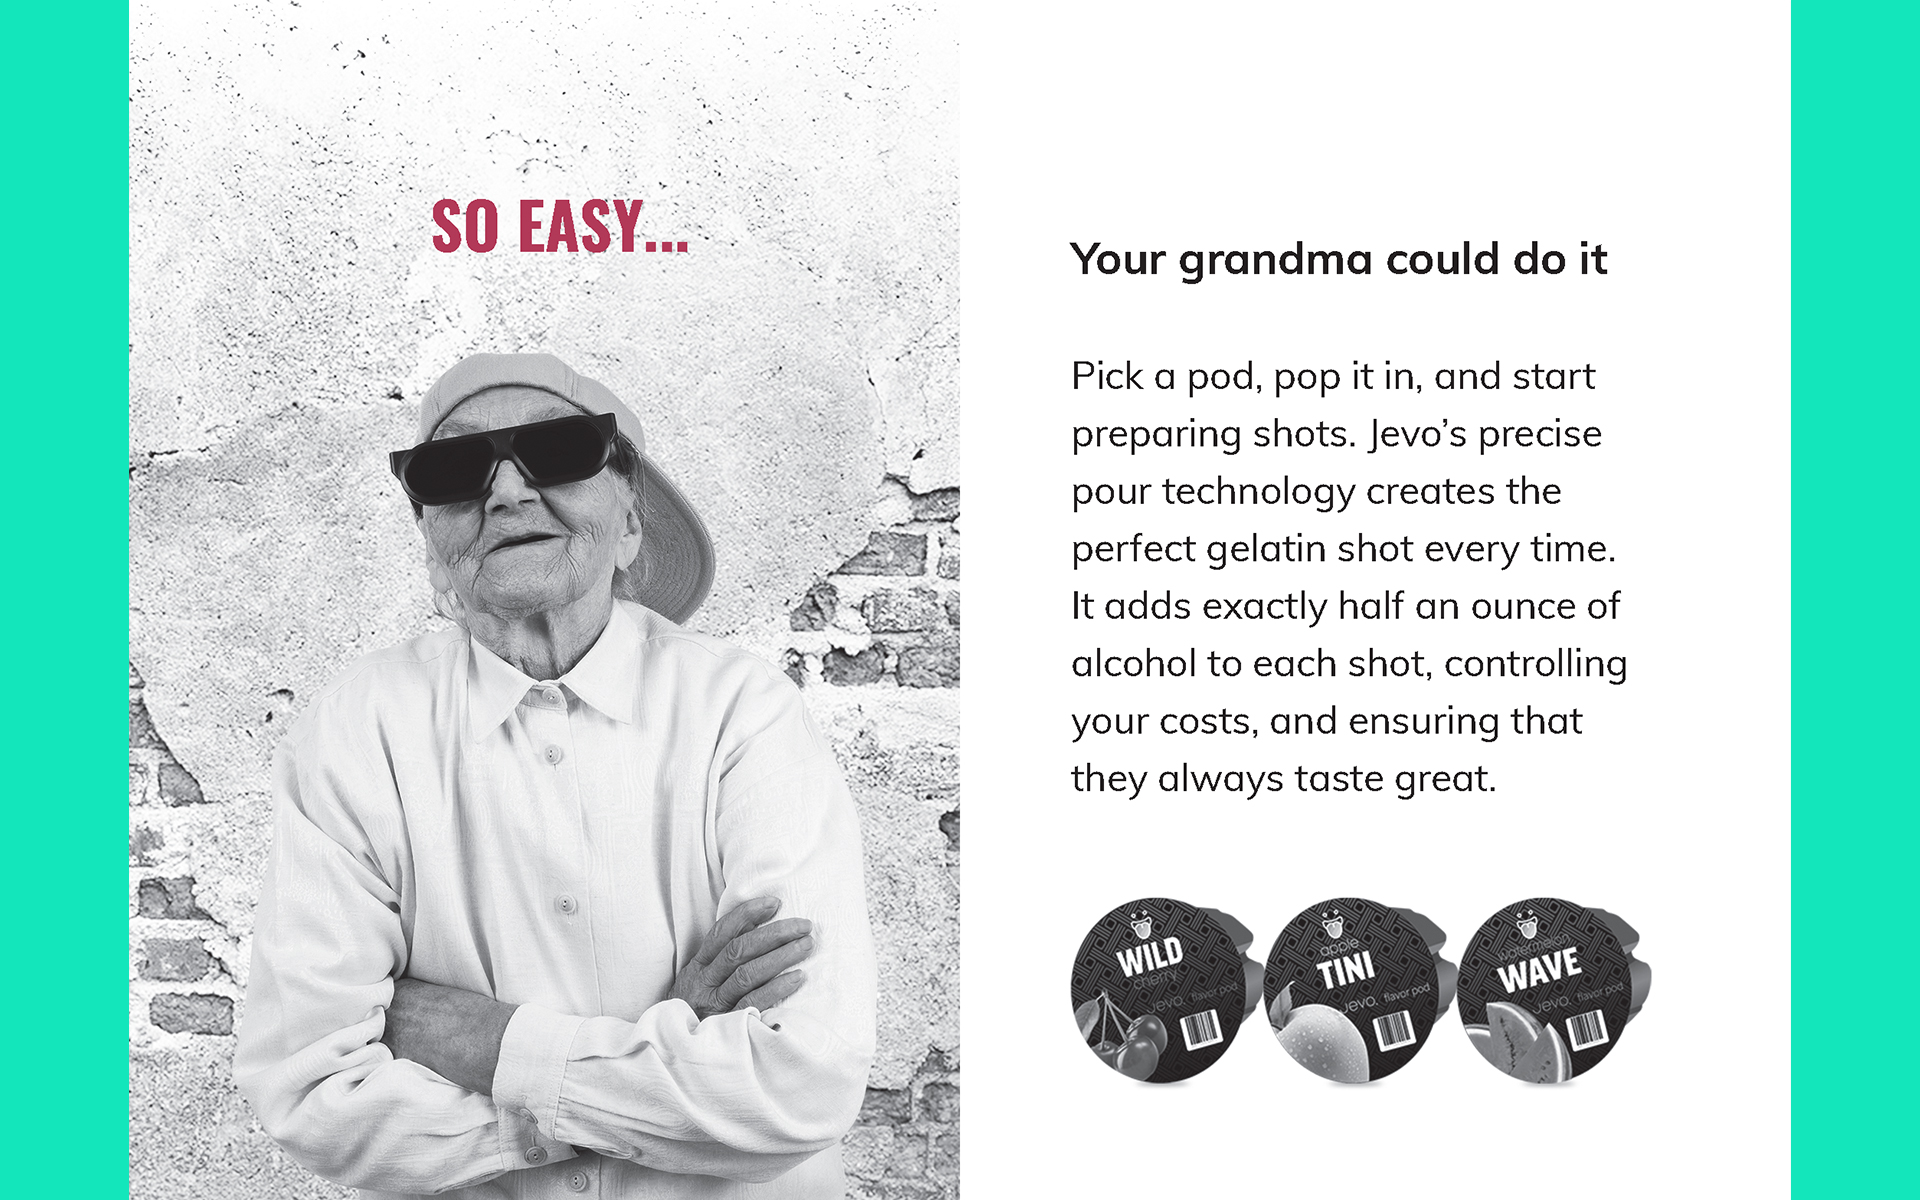 SO EASY...
Your grandma could do it
Pick a pod, pop it in, and start
preparing shots. Jevo’s precise
pour technology creates the
perfect gelatin shot every time.
It adds exactly half an ounce of
alcohol to each shot, controlling
your costs, and ensuring that
they always taste great.
WILD
cherry
jevo. flavor pod
apple
TINI
jevo. flavor pod
watermelon
WAVE
jevo. flavor pod